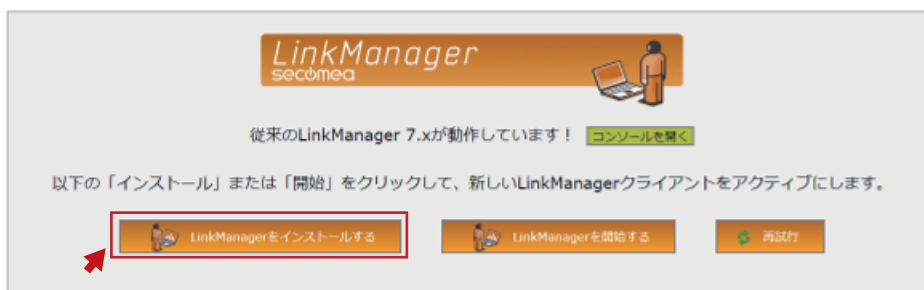 LinkManager
secomea
従来のLinkManager 7.xが動作しています！ コンソールを開く
以下の「インストール」または「開始」をクリックして、新しいLinkManagerクライアントをアクティブにします。
LinkManagerをインストールする LinkManagerを開始する 再試行